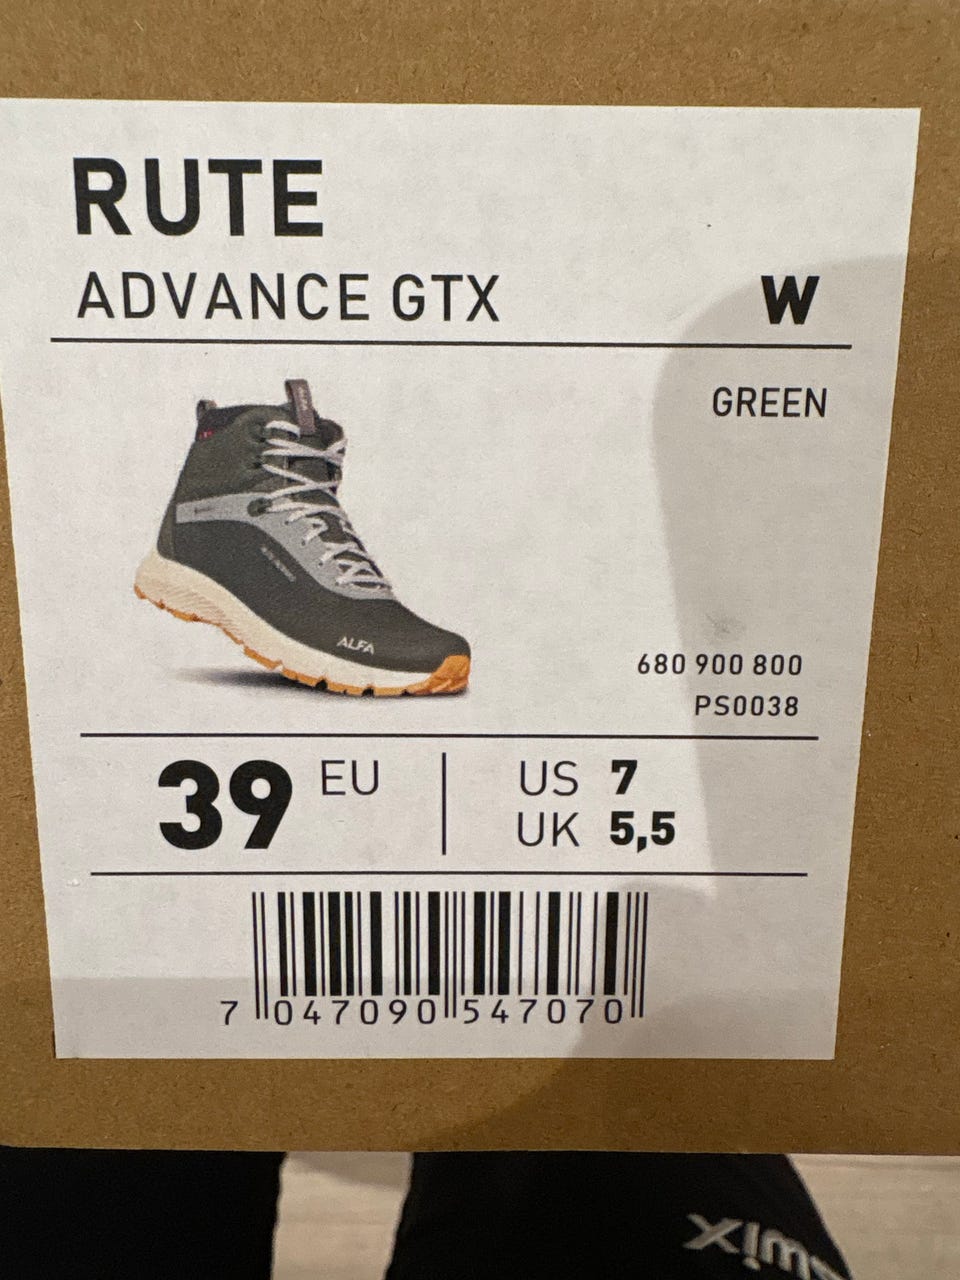 RUTE
ADVANCE GTX
W
GREEN
ALFA
680 900 800
PS0038
39 EU
US 7
UK 5,5
7 047090 547070
swix